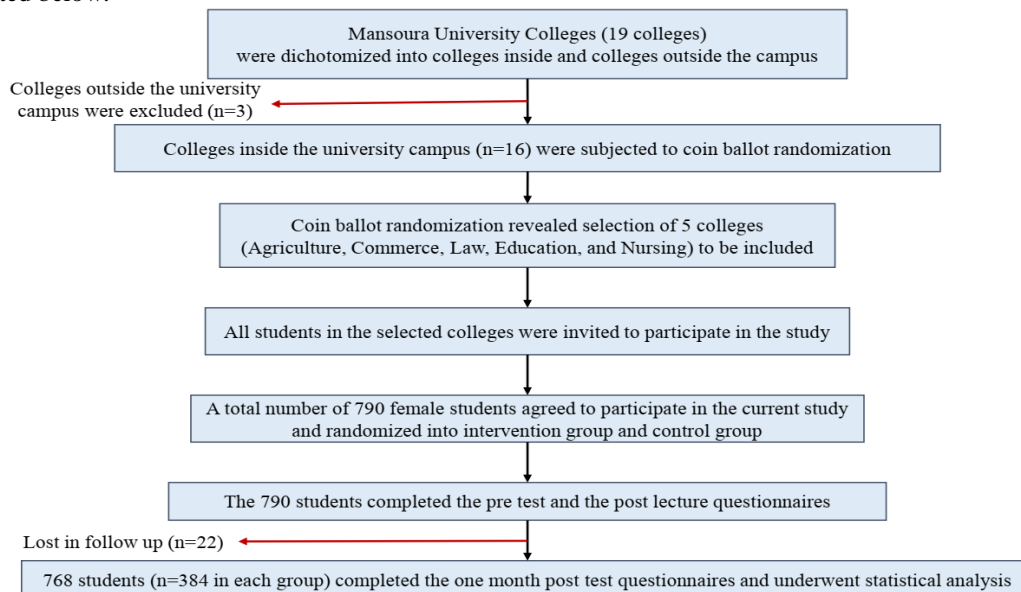 Mansoura University Colleges (19 colleges)
were dichotomized into colleges inside and colleges outside the campus
Colleges outside the university
campus were excluded (n=3)
Colleges inside the university campus (n=16) were subjected to coin ballot randomization
Coin ballot randomization revealed selection of 5 colleges
(Agriculture, Commerce, Law, Education, and Nursing) to be included
All students in the selected colleges were invited to participate in the study
A total number of 790 female students agreed to participate in the current study
and randomized into intervention group and control group
The 790 students completed the pre test and the post lecture questionnaires
Lost in follow up (n=22)
768 students (n=384 in each group) completed the one month post test questionnaires and underwent statistical analysis